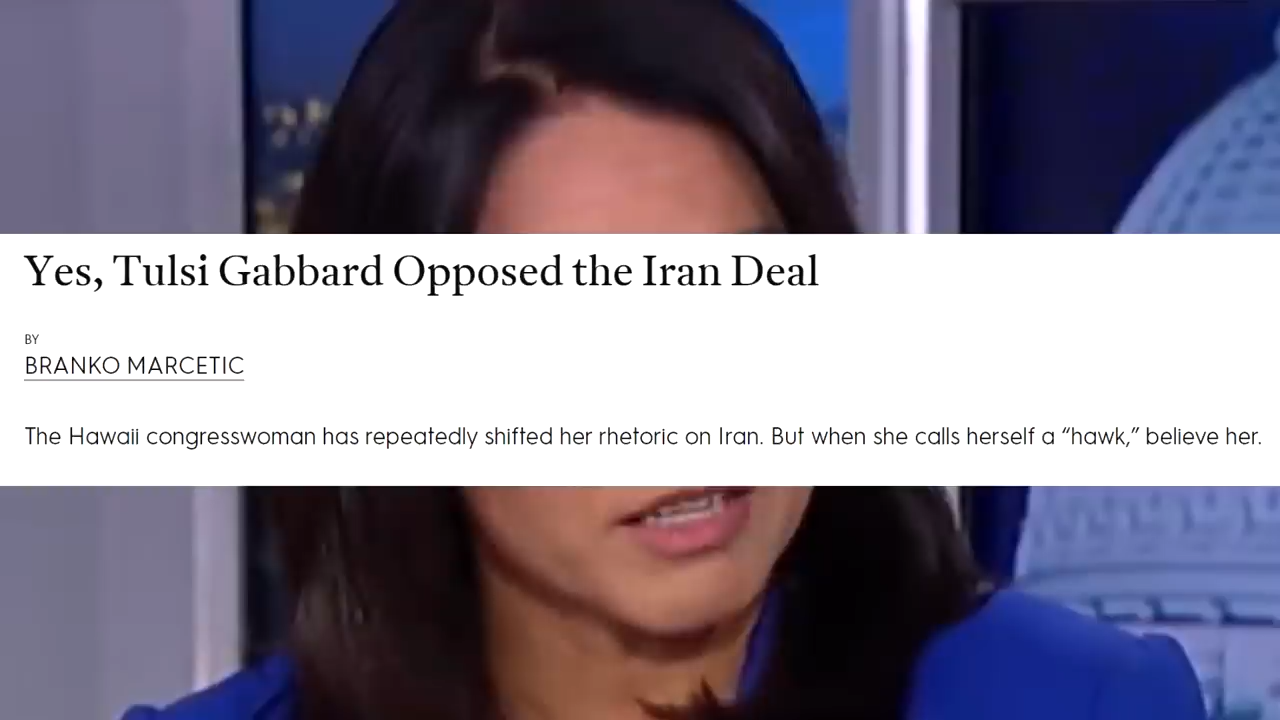 Yes, Tulsi Gabbard Opposed the Iran Deal
BY
BRANKO MARCETIC
The Hawaii congresswoman has repeatedly shifted her rhetoric on Iran. But when she calls herself a “hawk,” believe her.